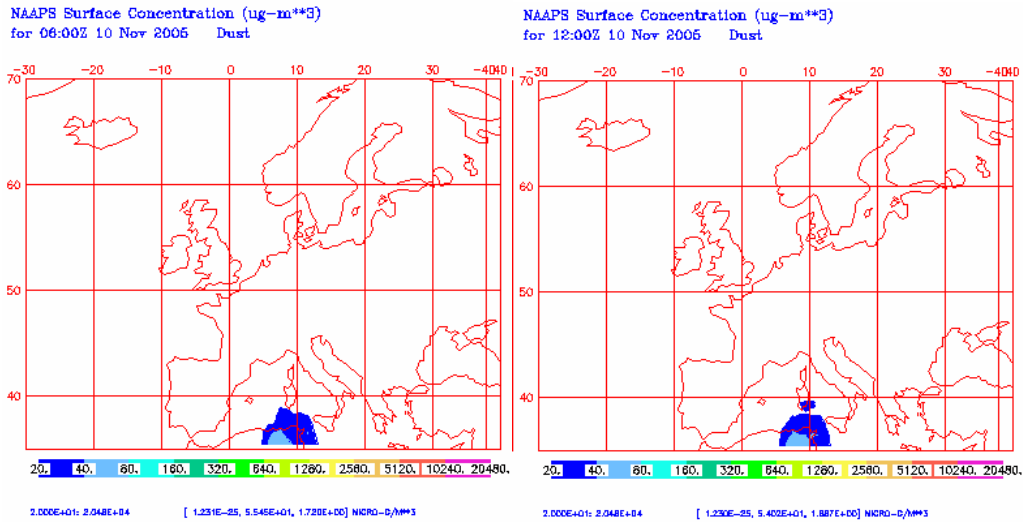 NAAPS Surface Concentration (ug-m**3)
for 06:00Z 10 Nov 2005 Dust
-30 -20 -10 0 10 20 30 -4040
70
60
50
40
20. 40. 60. 160. 320. 640. 1280. 2560. 5120. 10240. 20480.
2.000E+01: 2.048E+04 [ 1.231E-25, 5.545E+01, 1.720E+00] MICRO-G/M**3
NAAPS Surface Concentration (ug-m**3)
for 12:00Z 10 Nov 2005 Dust
-30 -20 -10 0 10 20 30 -4040
70
60
50
40
20. 40. 60. 160. 320. 640. 1280. 2560. 5120. 10240. 20480.
2.000E+01: 2.048E+04 [ 1.230E-25, 5.402E+01, 1.887E+00] MICRO-G/M**3